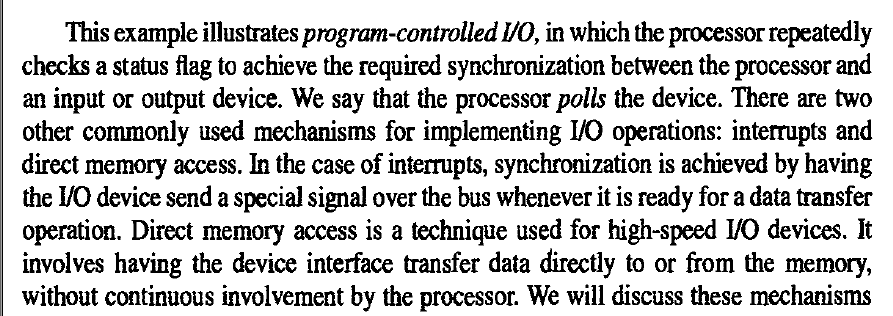 This example illustrates program-controlled I/O, in which the processor repeatedly
checks a status flag to achieve the required synchronization between the processor and
an input or output device. We say that the processor polls the device. There are two
other commonly used mechanisms for implementing I/O operations: interrupts and
direct memory access. In the case of interrupts, synchronization is achieved by having
the I/O device send a special signal over the bus whenever it is ready for a data transfer
operation. Direct memory access is a technique used for high-speed I/O devices. It
involves having the device interface transfer data directly to or from the memory,
without continuous involvement by the processor. We will discuss these mechanisms